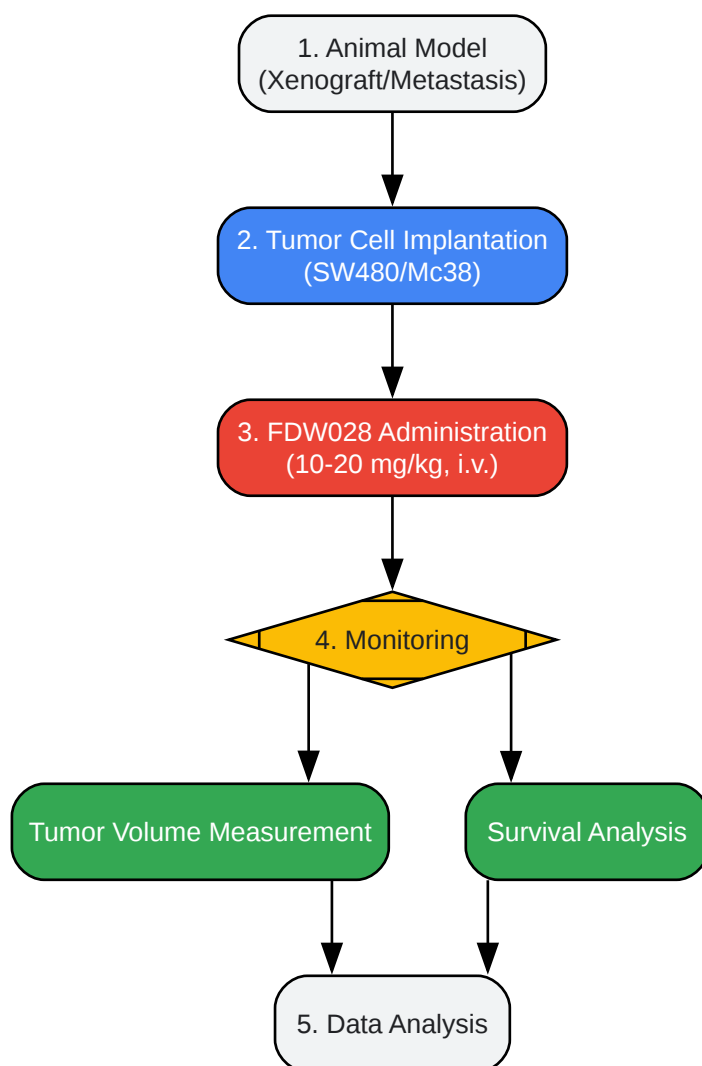 1. Animal Model
(Xenograft/Metastasis)
2. Tumor Cell Implantation
(SW480/Mc38)
3. FDW028 Administration
(10-20 mg/kg, i.v.)
4. Monitoring
Tumor Volume Measurement
Survival Analysis
5. Data Analysis